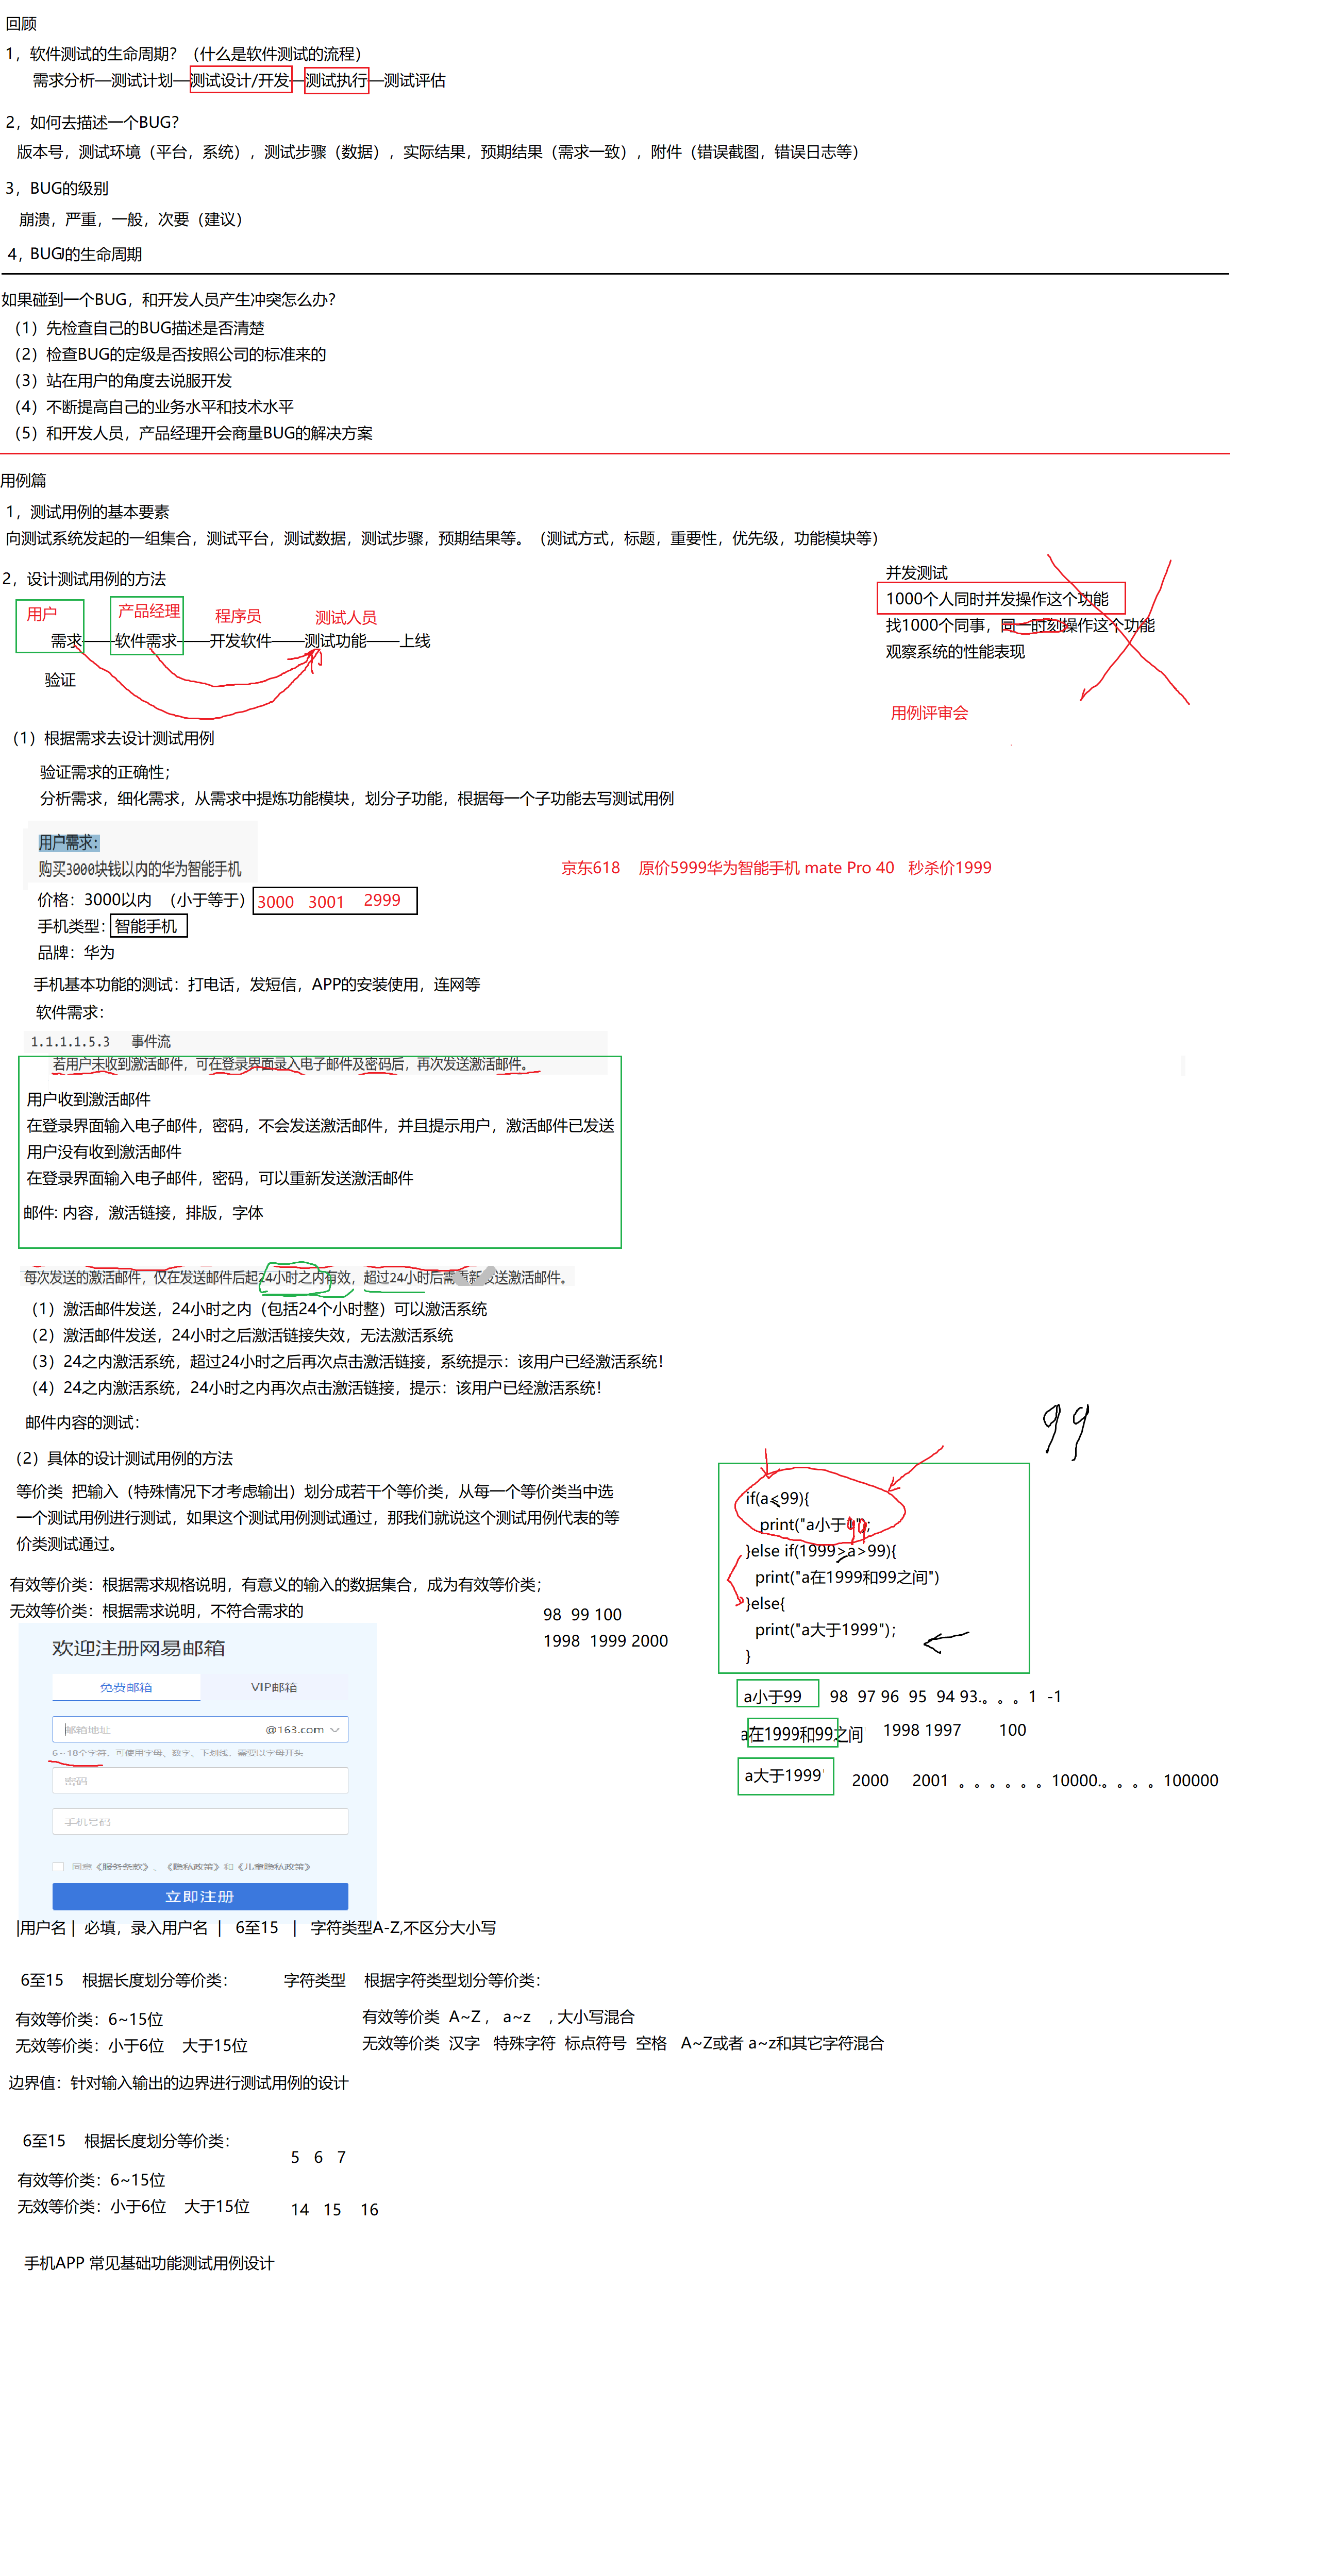 回顾
1，软件测试的生命周期？（什么是软件测试的流程）
需求分析—测试计划—测试设计/开发—测试执行—测试评估
2，如何去描述一个BUG？
版本号，测试环境（平台，系统），测试步骤（数据），实际结果，预期结果（需求一致），附件（错误截图，错误日志等）
3，BUG的级别
崩溃，严重，一般，次要（建议）
4，BUG的生命周期
如果碰到一个BUG，和开发人员产生冲突怎么办？
（1）先检查自己的BUG描述是否清楚
（2）检查BUG的定级是否按照公司的标准来的
（3）站在用户的角度去说服开发
（4）不断提高自己的业务水平和技术水平
（5）和开发人员，产品经理开会商量BUG的解决方案
用例篇
1，测试用例的基本要素
向测试系统发起的一组集合，测试平台，测试数据，测试步骤，预期结果等。（测试方式，标题，重要性，优先级，功能模块等）
2，设计测试用例的方法
用户 产品经理 程序员 测试人员
需求——软件需求——开发软件——测试功能——上线
验证
并发测试
1000个人同时并发操作这个功能
找1000个同事，同一时刻操作这个功能
观察系统的性能表现
用例评审会
（1）根据需求去设计测试用例
验证需求的正确性；
分析需求，细化需求，从需求中提炼功能模块，划分子功能，根据每一个子功能去写测试用例
用户需求：
购买3000块钱以内的华为智能手机
京东618 原价5999华为智能手机 mate Pro 40 秒杀价1999
价格：3000以内 （小于等于）3000 3001 2999
手机类型：智能手机
品牌：华为
手机基本功能的测试：打电话，发短信，APP的安装使用，连网等
软件需求：
1.1.1.1.5.3 事件流
若用户未收到激活邮件，可在登录界面录入电子邮件及密码后，再次发送激活邮件。
用户收到激活邮件
在登录界面输入电子邮件，密码，不会发送激活邮件，并且提示用户，激活邮件已发送
用户没有收到激活邮件
在登录界面输入电子邮件，密码，可以重新发送激活邮件
邮件: 内容，激活链接，排版，字体
每次发送的激活邮件，仅在发送邮件后起24小时之内有效，超过24小时后需重新发送激活邮件。
（1）激活邮件发送，24小时之内（包括24个小时整）可以激活系统
（2）激活邮件发送，24小时之后激活链接失效，无法激活系统
（3）24之内激活系统，超过24小时之后再次点击激活链接，系统提示：该用户已经激活系统！
（4）24之内激活系统，24小时之内再次点击激活链接，提示：该用户已经激活系统！
邮件内容的测试：
（2）具体的设计测试用例的方法
等价类 把输入（特殊情况下才考虑输出）划分成若干个等价类，从每一个等价类当中选
一个测试用例进行测试，如果这个测试用例测试通过，那我们就说这个测试用例代表的等
价类测试通过。
有效等价类：根据需求规格说明，有意义的输入的数据集合，成为有效等价类；
无效等价类：根据需求说明，不符合需求的
98 99 100
1998 1999 2000
99
if(a<99){
print("a小于99";
}else if(1999>a>99){
print("a在1999和99之间")
}else{
print("a大于1999");
}
a小于99 98 97 96 95 94 93.。。。1 -1
a在1999和99之间 1998 1997 100
a大于1999 2000 2001 。。。。。。10000.。。。。100000
欢迎注册网易邮箱
免费邮箱 VIP邮箱
邮箱地址 @163.com
6~18个字符，可使用字母、数字、下划线，需要以字母开头
密码
手机号码
同意《服务条款》、《隐私政策》和《儿童隐私政策》
立即注册
|用户名 | 必填，录入用户名 | 6至15 | 字符类型A-Z,不区分大小写
6至15 根据长度划分等价类：
有效等价类：6~15位
无效等价类：小于6位 大于15位
字符类型 根据字符类型划分等价类：
有效等价类 A~Z， a~z ，大小写混合
无效等价类 汉字 特殊字符 标点符号 空格 A~Z或者 a~z和其它字符混合
边界值：针对输入输出的边界进行测试用例的设计
6至15 根据长度划分等价类：
5 6 7
有效等价类：6~15位
无效等价类：小于6位 大于15位
14 15 16
手机APP 常见基础功能测试用例设计